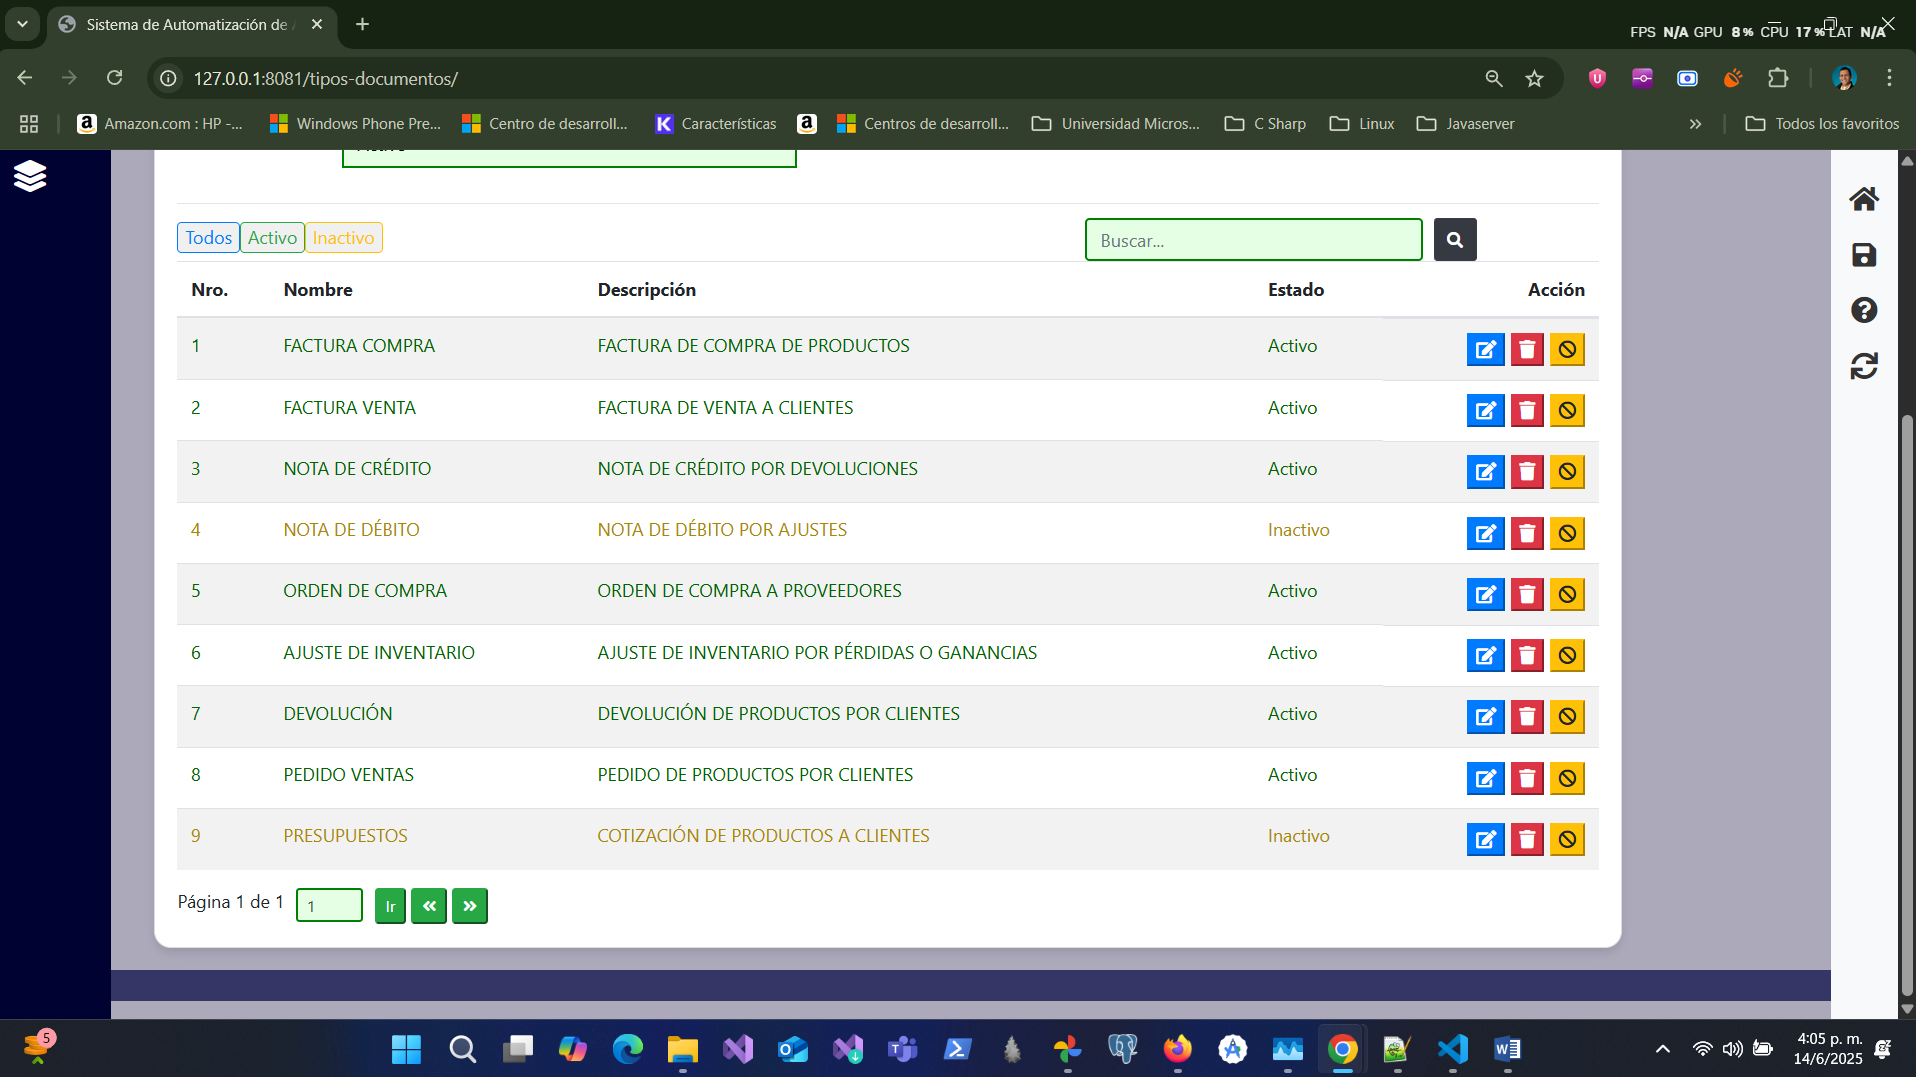 Sistema de Automatización de
FPS N/A GPU 8% CPU 17% LAT N/A
127.0.0.1:8081/tipos-documentos/
Amazon.com : HP -...
Windows Phone Pre...
Centro de desarroll...
Características
Centros de desarroll...
Universidad Micros...
C Sharp
Linux
Javaserver
Todos los favoritos
Todos Activo Inactivo
Buscar...
Nro. Nombre Descripción Estado Acción
1 FACTURA COMPRA FACTURA DE COMPRA DE PRODUCTOS Activo
2 FACTURA VENTA FACTURA DE VENTA A CLIENTES Activo
3 NOTA DE CRÉDITO NOTA DE CRÉDITO POR DEVOLUCIONES Activo
4 NOTA DE DÉBITO NOTA DE DÉBITO POR AJUSTES Inactivo
5 ORDEN DE COMPRA ORDEN DE COMPRA A PROVEEDORES Activo
6 AJUSTE DE INVENTARIO AJUSTE DE INVENTARIO POR PÉRDIDAS O GANANCIAS Activo
7 DEVOLUCIÓN DEVOLUCIÓN DE PRODUCTOS POR CLIENTES Activo
8 PEDIDO VENTAS PEDIDO DE PRODUCTOS POR CLIENTES Activo
9 PRESUPUESTOS COTIZACIÓN DE PRODUCTOS A CLIENTES Inactivo
Página 1 de 1 1 Ir
5
4:05 p. m.
14/6/2025